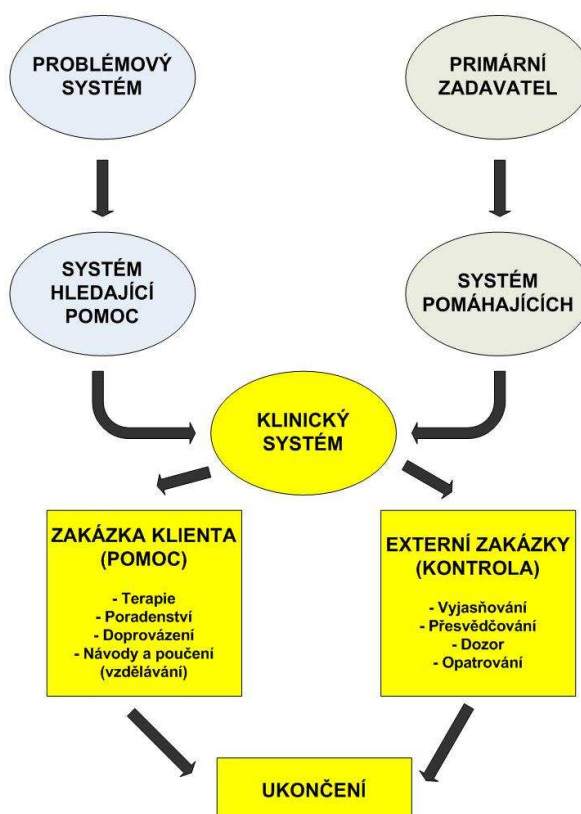 PROBLÉMOVÝ
SYSTÉM
PRIMÁRNÍ
ZADAVATEL
SYSTÉM
HLEDAJÍCÍ
POMOC
SYSTÉM
POMÁHAJÍCÍCH
KLINICKÝ
SYSTÉM
ZAKÁZKA KLIENTA
(POMOC)
- Terapie
- Poradenství
- Doprovázení
- Návody a poučení
(vzdělávání)
EXTERNÍ ZAKÁZKY
(KONTROLA)
- Vyjasňování
- Přesvědčování
- Dozor
- Opatrování
UKONČENÍ